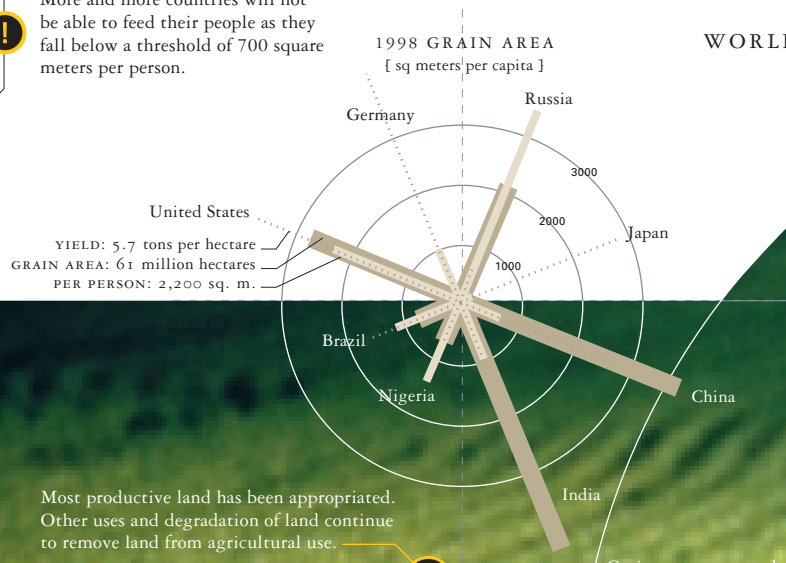 More and more countries will not
be able to feed their people as they
fall below a threshold of 700 square
meters per person.
!
1998 GRAIN AREA
[ sq meters per capita ]
WORL
Russia
Germany
3000
2000
1000
Japan
United States
YIELD: 5.7 tons per hectare
GRAIN AREA: 61 million hectares
PER PERSON: 2,200 sq. m.
Brazil
Nigeria
China
India
Most productive land has been appropriated.
Other uses and degradation of land continue
to remove land from agricultural use.